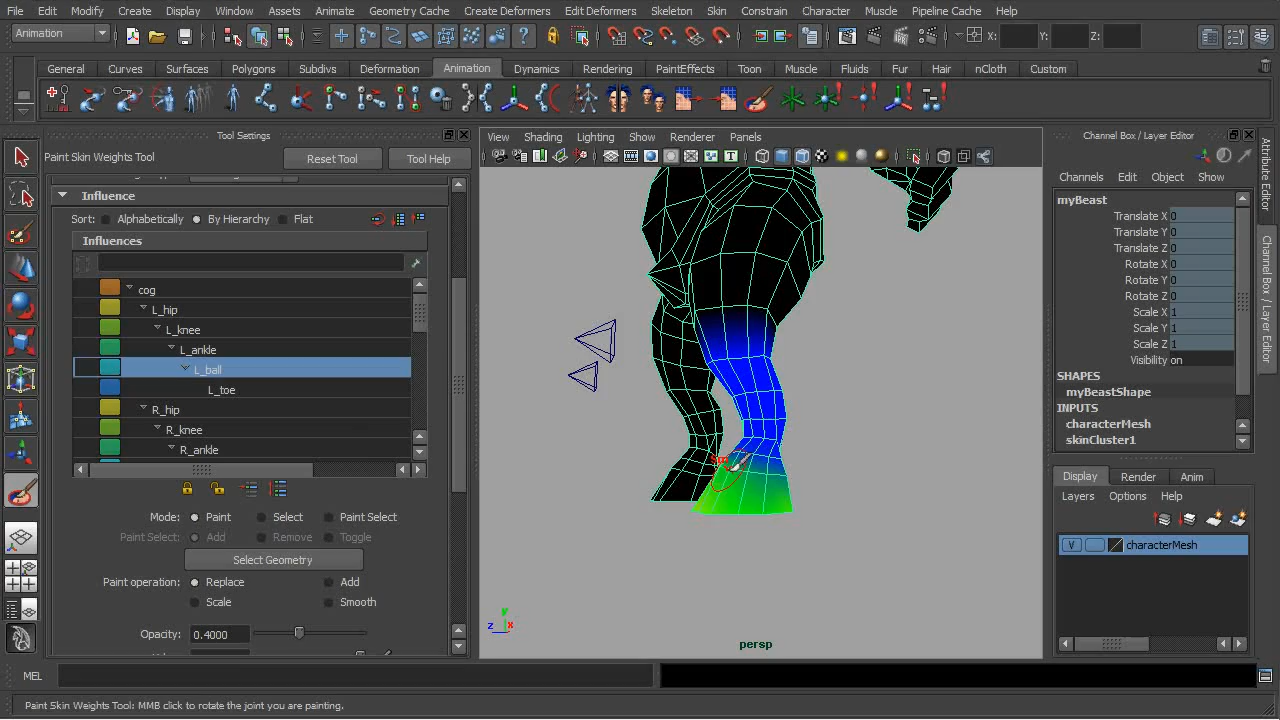 File Edit Modify Create Display Window Assets Animate Geometry Cache Create Deformers Edit Deformers Skeleton Skin Constrain Character Muscle Pipeline Cache Help
Animation X: Y: Z:
General Curves Surfaces Polygons Subdivs Deformation Animation Dynamics Rendering PaintEffects Toon Muscle Fluids Fur Hair nCloth Custom
Tool Settings
Paint Skin Weights Tool Reset Tool Tool Help
Influence
Sort: Alphabetically By Hierarchy Flat
Influences
cog
L_hip
L_knee
L_ankle
L_ball
L_toe
R_hip
R_knee
R_ankle
Mode: Paint Select Paint Select
Paint Select: Add Remove Toggle
Select Geometry
Paint operation: Replace Add
Scale Smooth
Opacity: 0.4000
View Shading Lighting Show Renderer Panels
y
z x
persp
Channel Box / Layer Editor
Channels Edit Object Show
myBeast
Translate X 0
Translate Y 0
Translate Z 0
Rotate X 0
Rotate Y 0
Rotate Z 0
Scale X 1
Scale Y 1
Scale Z 1
Visibility on
SHAPES
myBeastShape
INPUTS
characterMesh
skinCluster1
Display Render Anim
Layers Options Help
V characterMesh
Attribute Editor
Channel Box / Layer Editor
MEL
Paint Skin Weights Tool: MMB click to rotate the joint you are painting.